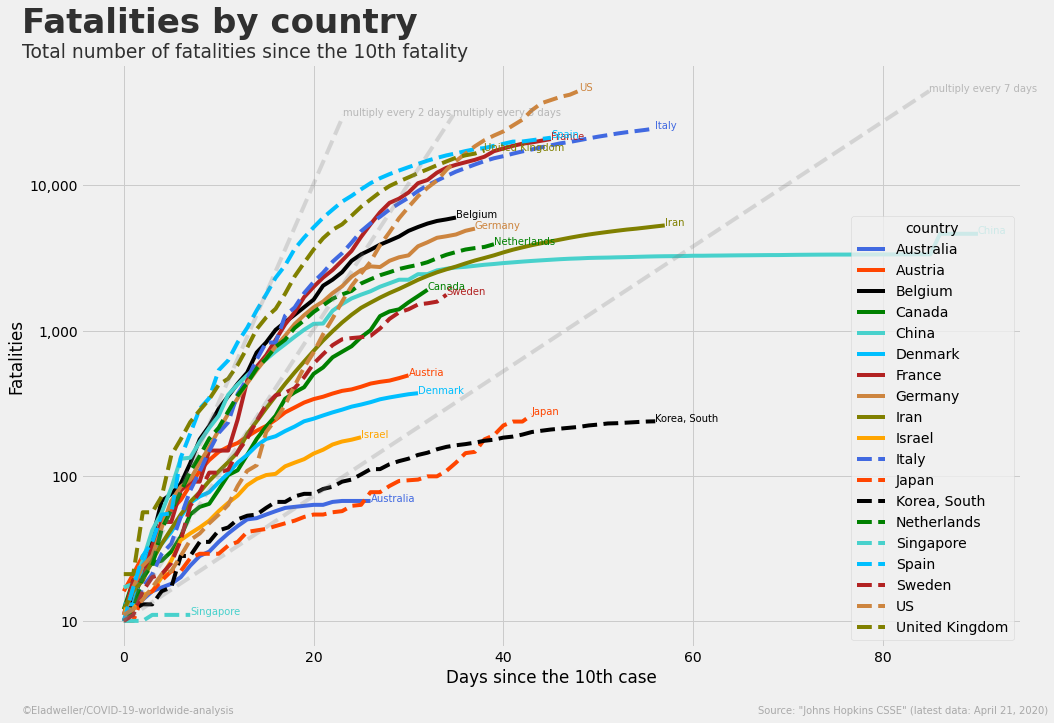 Fatalities by country
Total number of fatalities since the 10th fatality
US
multiply every 7 days
multiply every 2 days
multiply every 3 days
Italy
Spain
France
United Kingdom
10,000
Belgium
Germany
Iran
China
Netherlands
Canada
Sweden
1,000
Austria
Denmark
Japan
Korea, South
Israel
100
Australia
Singapore
10
Fatalities
0
20
40
60
80
Days since the 10th case
country
Australia
Austria
Belgium
Canada
China
Denmark
France
Germany
Iran
Israel
Italy
Japan
Korea, South
Netherlands
Singapore
Spain
Sweden
US
United Kingdom
©Eladweller/COVID-19-worldwide-analysis
Source: "Johns Hopkins CSSE" (latest data: April 21, 2020)